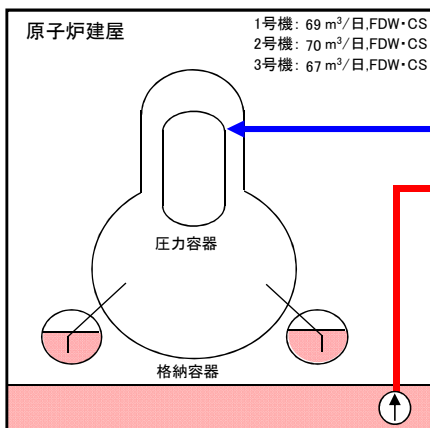 原子炉建屋
1号機: 69 m³/日,FDW・CS
2号機: 70 m³/日,FDW・CS
3号機: 67 m³/日,FDW・CS
圧力容器
格納容器